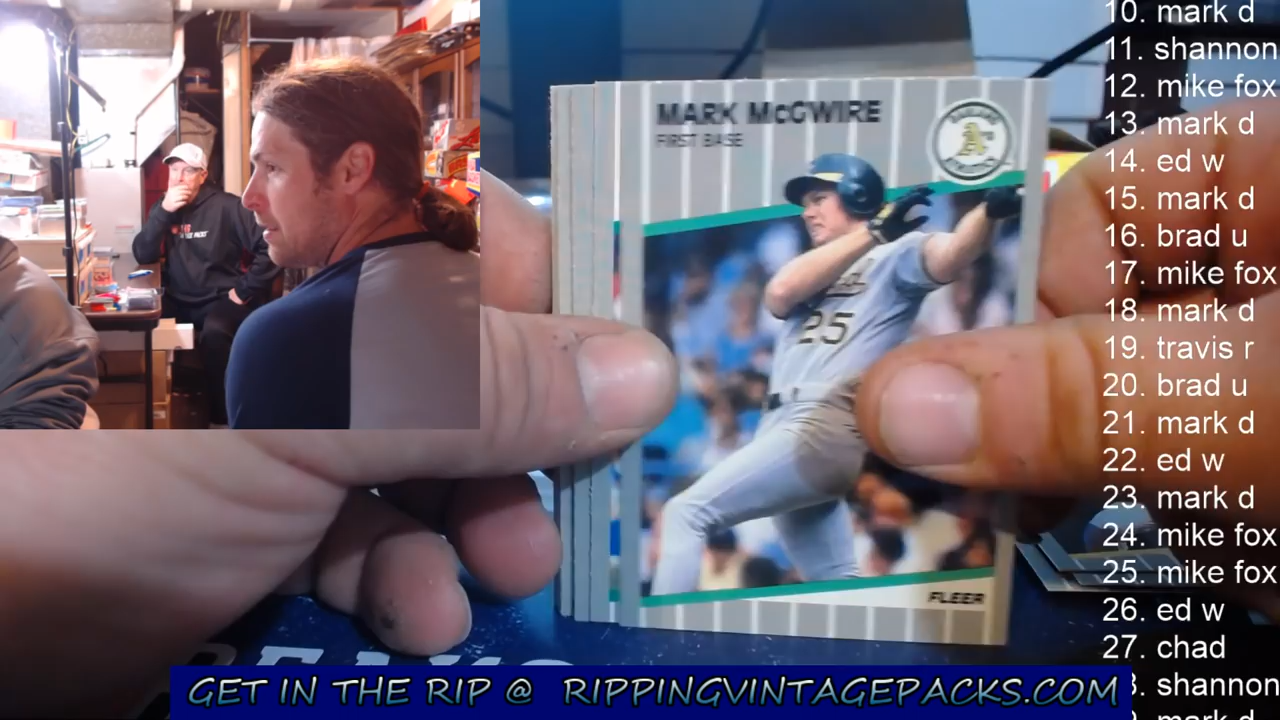 MARK McGWIRE
FIRST BASE
A's
25
FLEER
10. mark d
11. shannon
12. mike fox
13. mark d
14. ed w
15. mark d
16. brad u
17. mike fox
18. mark d
19. travis r
20. brad u
21. mark d
22. ed w
23. mark d
24. mike fox
25. mike fox
26. ed w
27. chad
shannon
mark d
GET IN THE RIP @ RIPPINGVINTAGEPACKS.COM